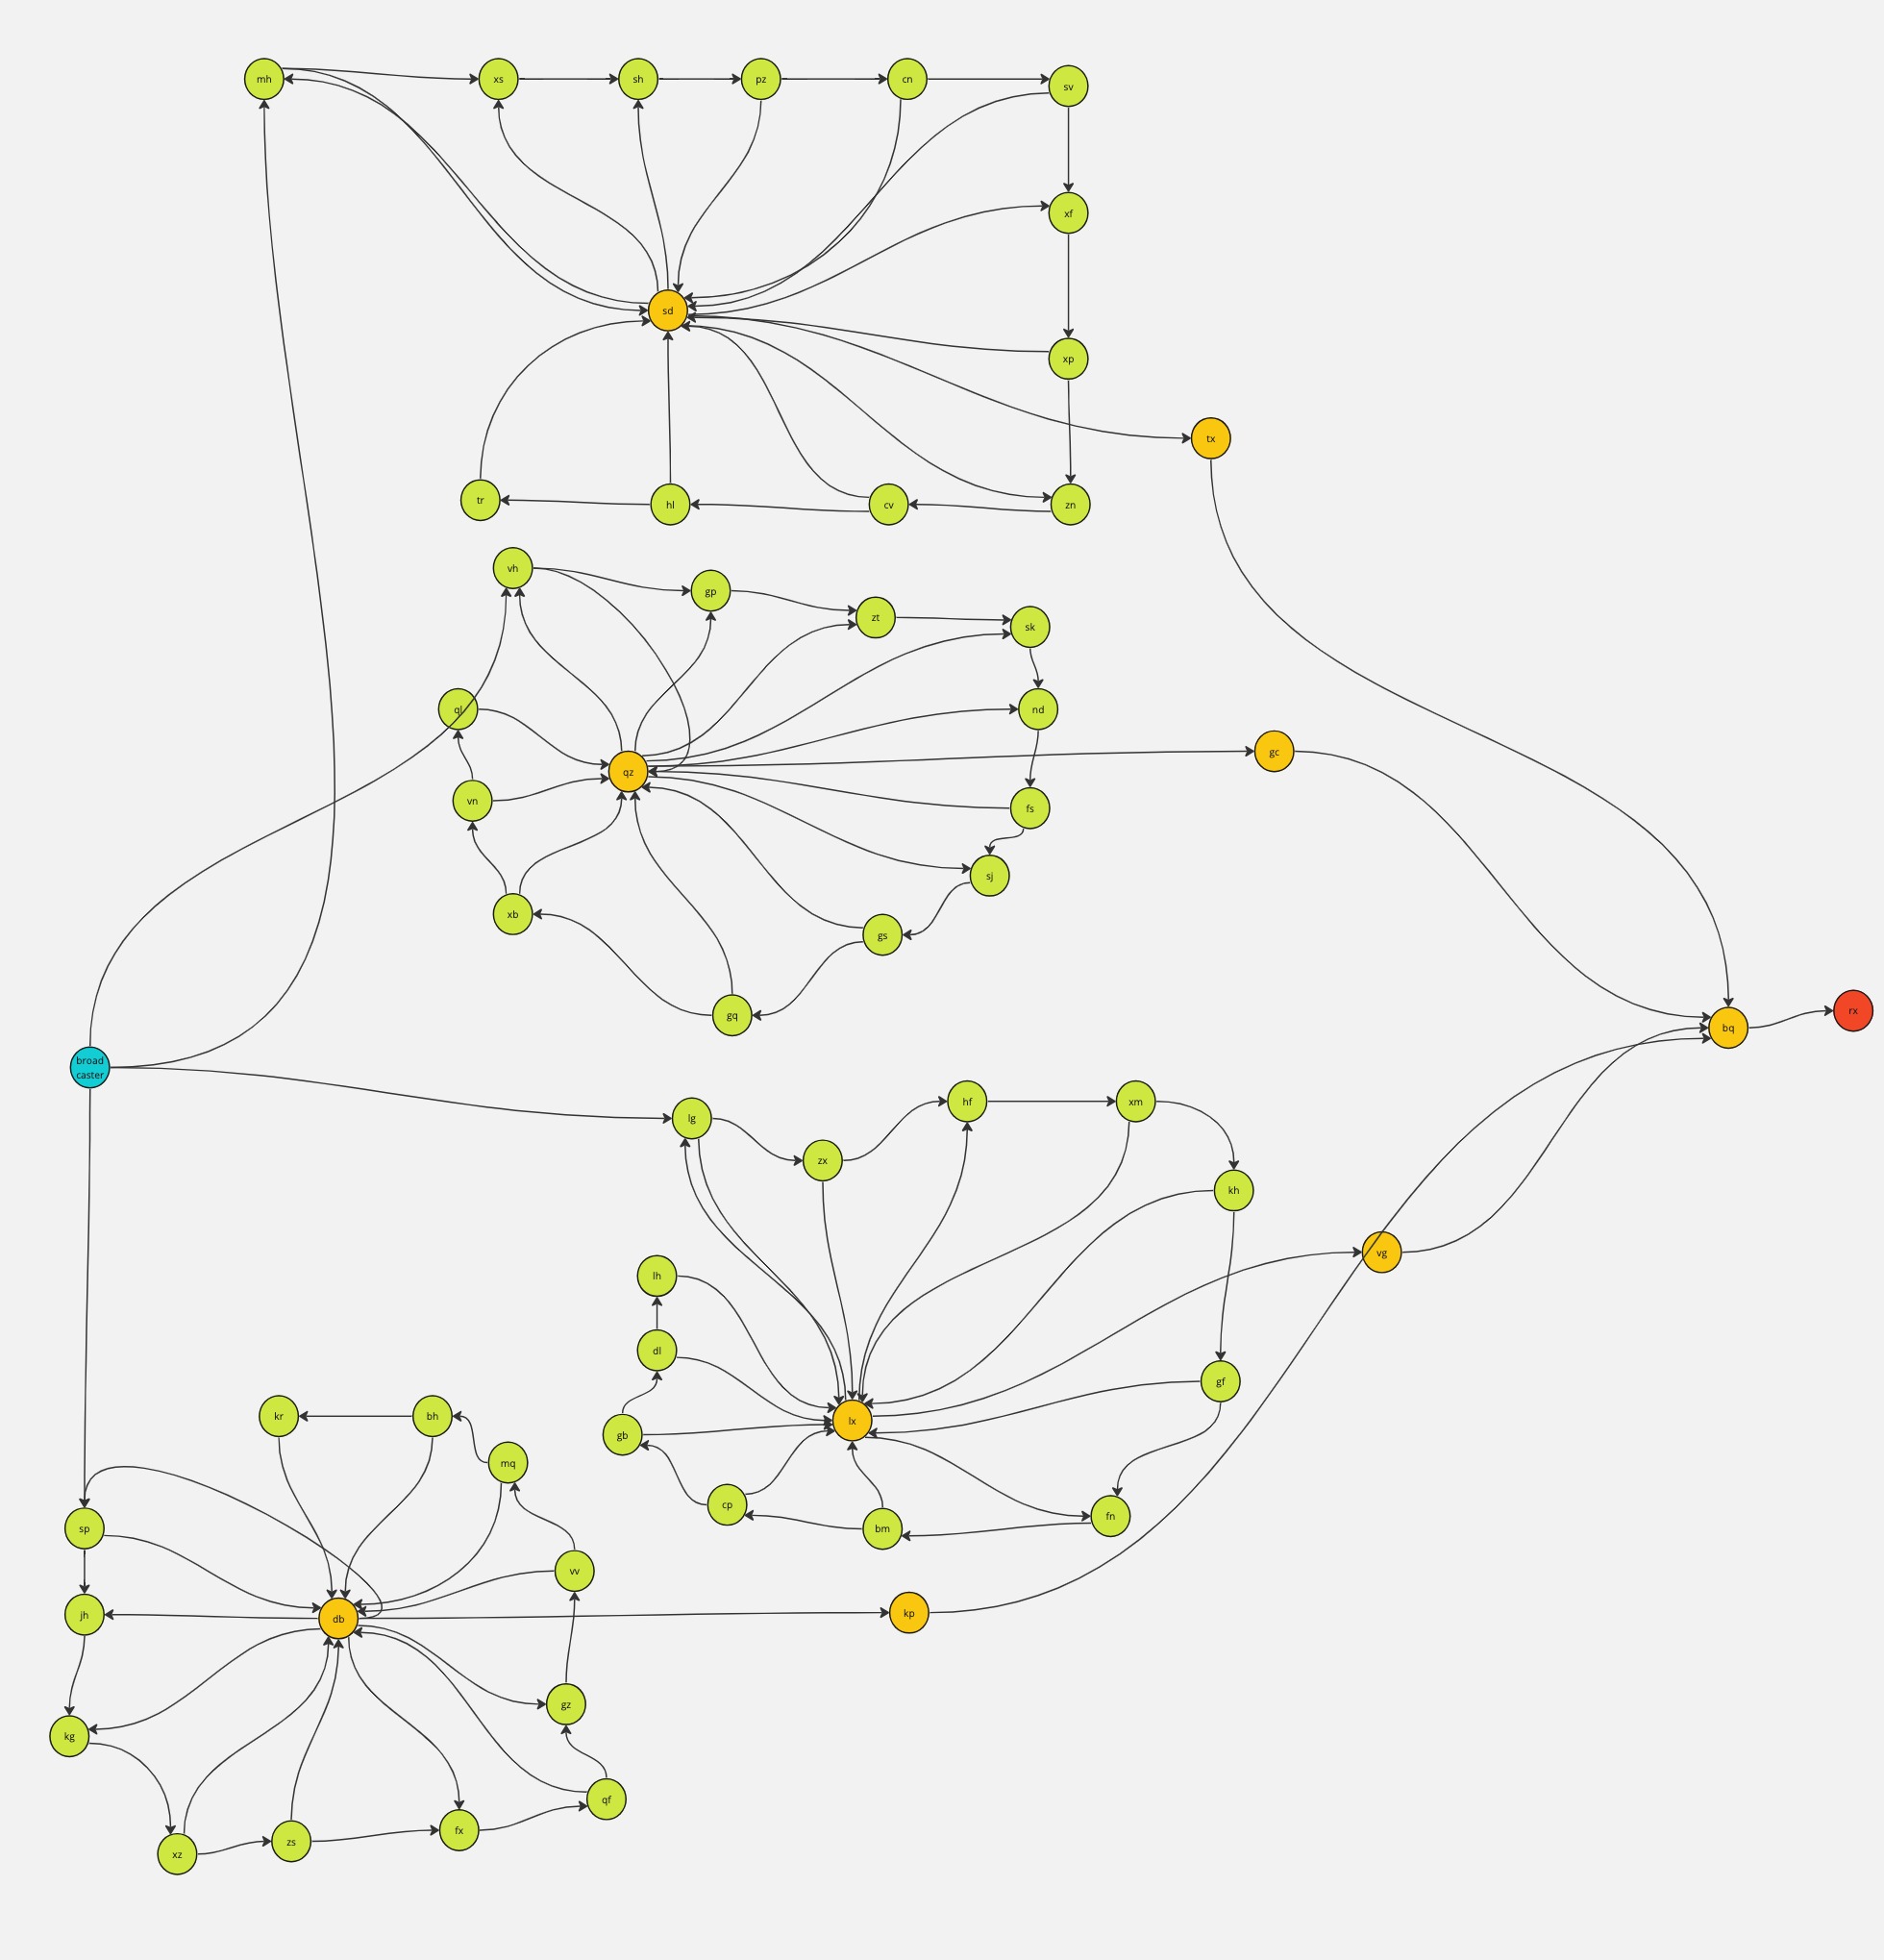 mh
xs
sh
pz
cn
sv
xf
sd
xp
tx
tr
hl
cv
zn
vh
gp
zt
sk
ql
nd
qz
gc
vn
fs
sj
xb
gs
gq
rx
bq
broad
caster
lg
hf
xm
zx
kh
vg
lh
dl
gf
kr
bh
lx
gb
mq
cp
fn
sp
bm
vv
jh
db
kp
gz
kg
qf
fx
zs
xz